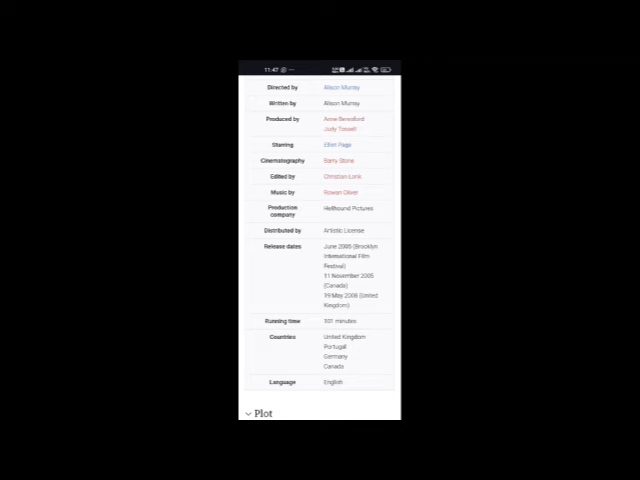 11:47
Directed by Alison Murray
Written by Alison Murray
Produced by Anne Beresford
Judy Tossell
Starring Elliot Page
Cinematography Barry Stone
Edited by Christian Lonk
Music by Rowan Oliver
Production Hellhound Pictures
company
Distributed by Artistic License
Release dates June 2005 (Brooklyn
International Film
Festival)
11 November 2005
(Canada)
19 May 2008 (United
Kingdom)
Running time 101 minutes
Countries United Kingdom
Portugal
Germany
Canada
Language English
Plot